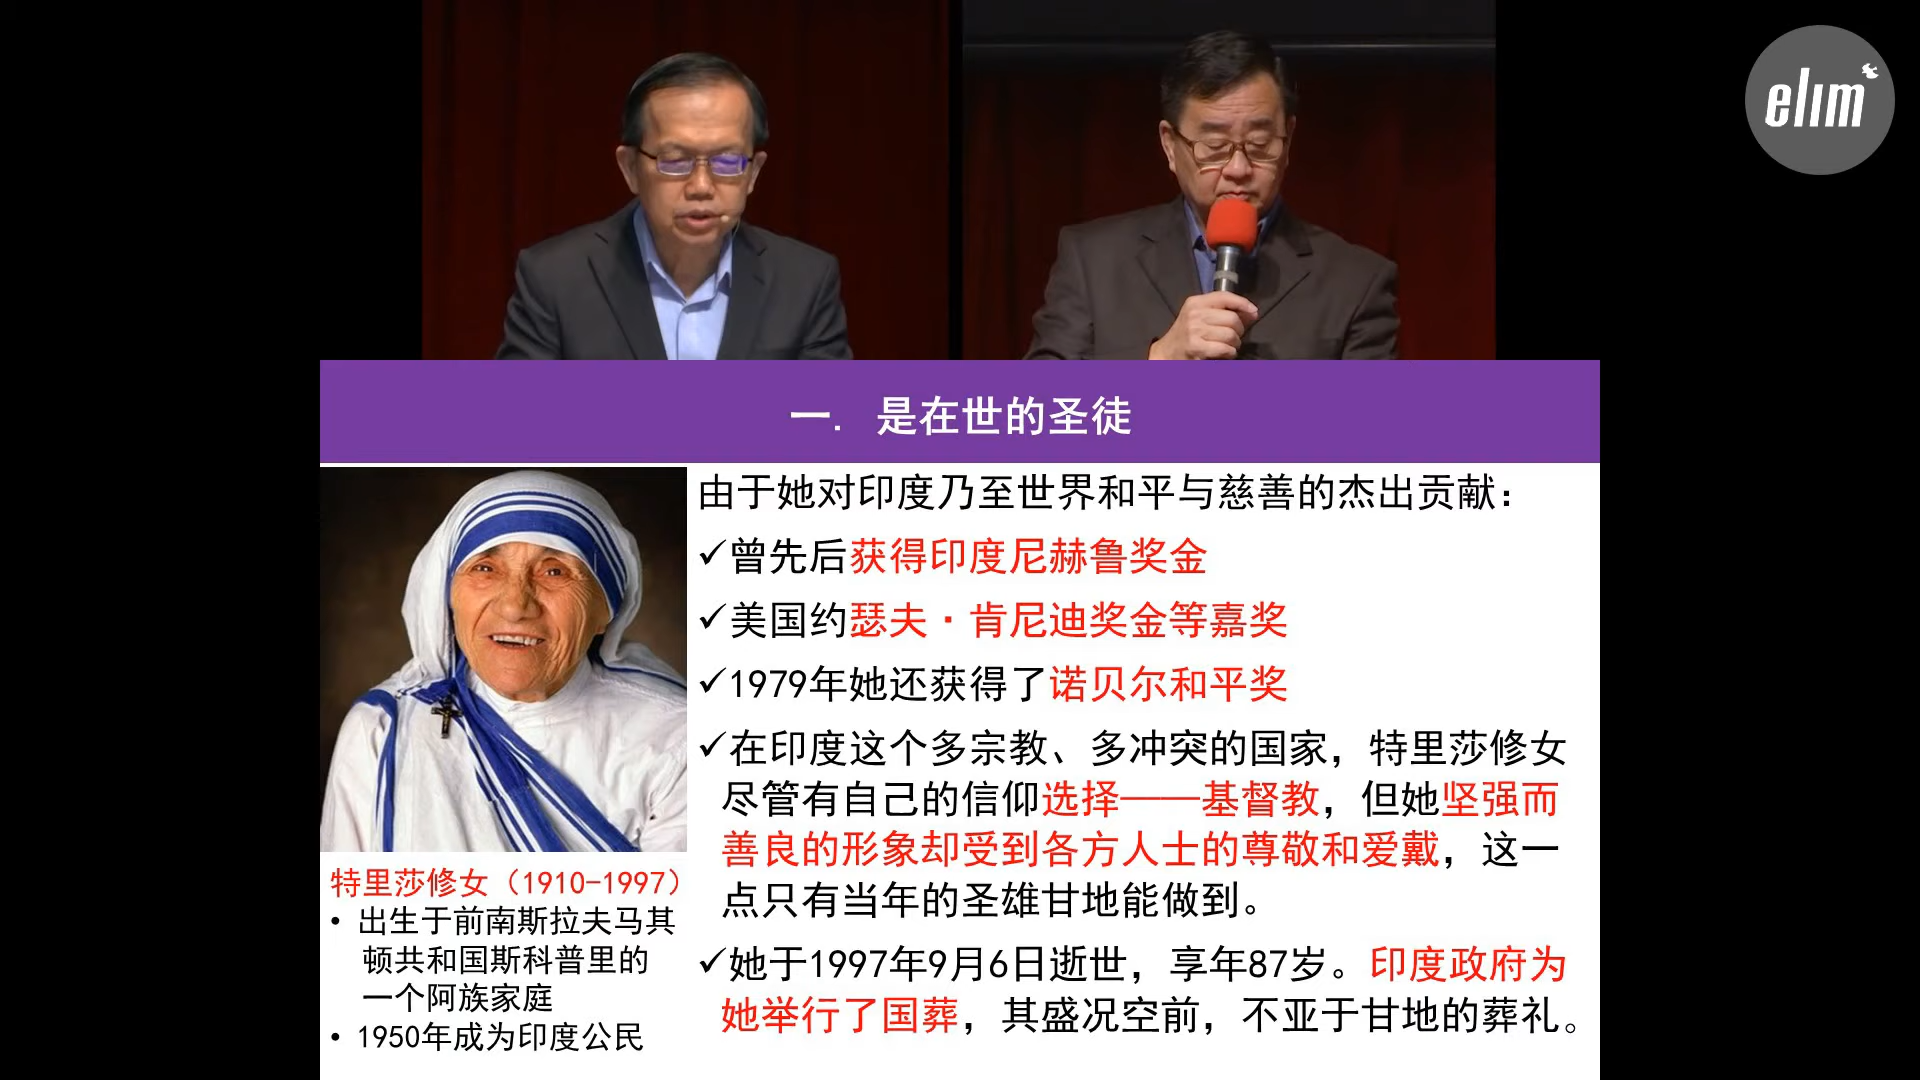 elim
一. 是在世的圣徒
由于她对印度乃至世界和平与慈善的杰出贡献：
✓曾先后获得印度尼赫鲁奖金
✓美国约瑟夫·肯尼迪奖金等嘉奖
✓1979年她还获得了诺贝尔和平奖
✓在印度这个多宗教、多冲突的国家，特里莎修女
尽管有自己的信仰选择——基督教，但她坚强而
善良的形象却受到各方人士的尊敬和爱戴，这一
点只有当年的圣雄甘地能做到。
✓她于1997年9月6日逝世，享年87岁。印度政府为
她举行了国葬，其盛况空前，不亚于甘地的葬礼。
特里莎修女（1910-1997）
• 出生于前南斯拉夫马其
顿共和国斯科普里的
一个阿族家庭
• 1950年成为印度公民